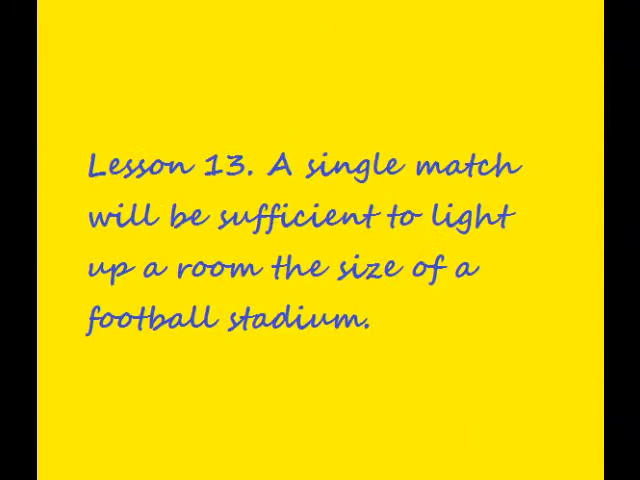 Lesson 13. A single match
will be sufficient to light
up a room the size of a
football stadium.